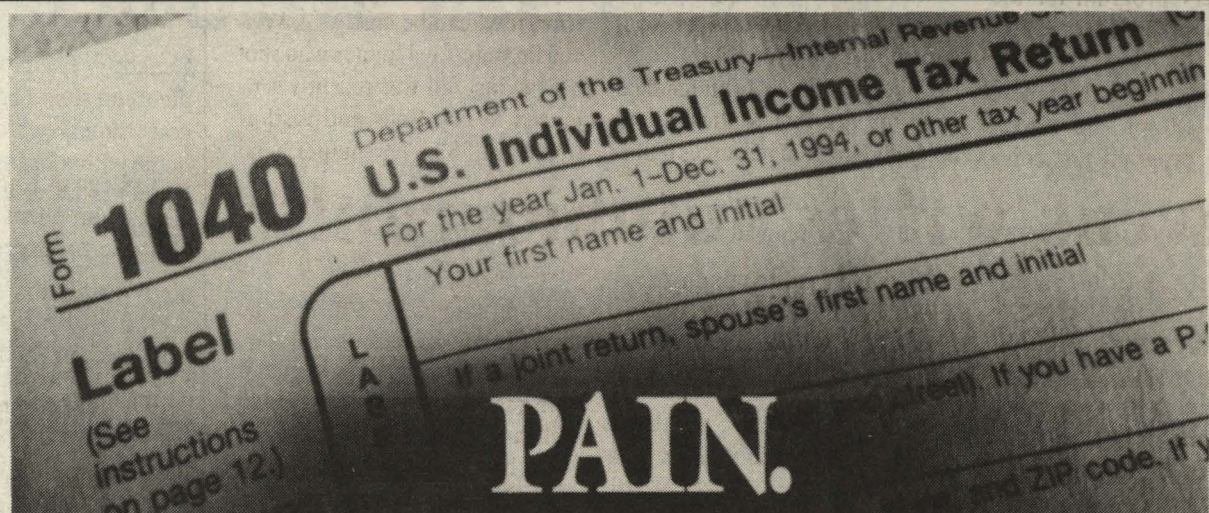 Department of the Treasury—Internal Revenue
Form 1040 U.S. Individual Income Tax Return
For the year Jan. 1–Dec. 31, 1994, or other tax year beginning
Label
(See
instructions
on page 12.)
L
A
Your first name and initial
If a joint return, spouse's first name and initial
street). If you have a P.
and ZIP code. If
PAIN.